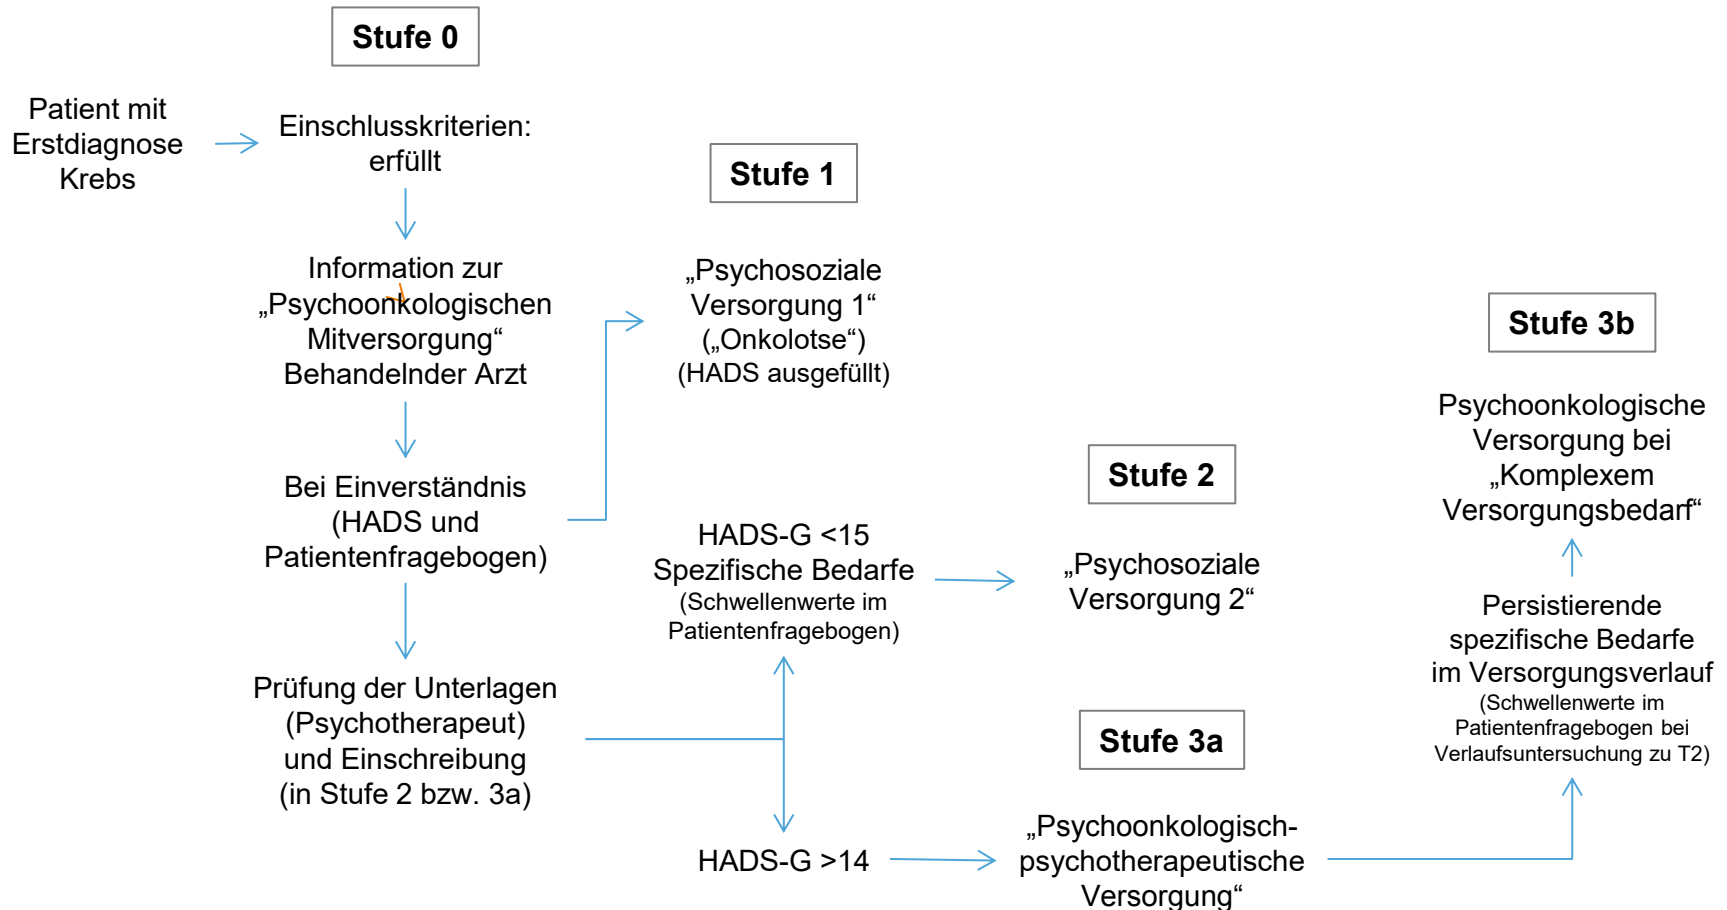 Stufe 0
Patient mit
Erstdiagnose
Krebs
Einschlusskriterien:
erfüllt
Information zur
„Psychoonkologischen
Mitversorgung“
Behandelnder Arzt
Bei Einverständnis
(HADS und
Patientenfragebogen)
Prüfung der Unterlagen
(Psychotherapeut)
und Einschreibung
(in Stufe 2 bzw. 3a)
Stufe 1
„Psychosoziale
Versorgung 1“
(„Onkolotse“)
(HADS ausgefüllt)
HADS-G <15
Spezifische Bedarfe
(Schwellenwerte im
Patientenfragebogen)
HADS-G >14
Stufe 2
„Psychosoziale
Versorgung 2“
Stufe 3a
„Psychoonkologisch-
psychotherapeutische
Versorgung“
Stufe 3b
Psychoonkologische
Versorgung bei
„Komplexem
Versorgungsbedarf“
Persistierende
spezifische Bedarfe
im Versorgungsverlauf
(Schwellenwerte im
Patientenfragebogen bei
Verlaufsuntersuchung zu T2)